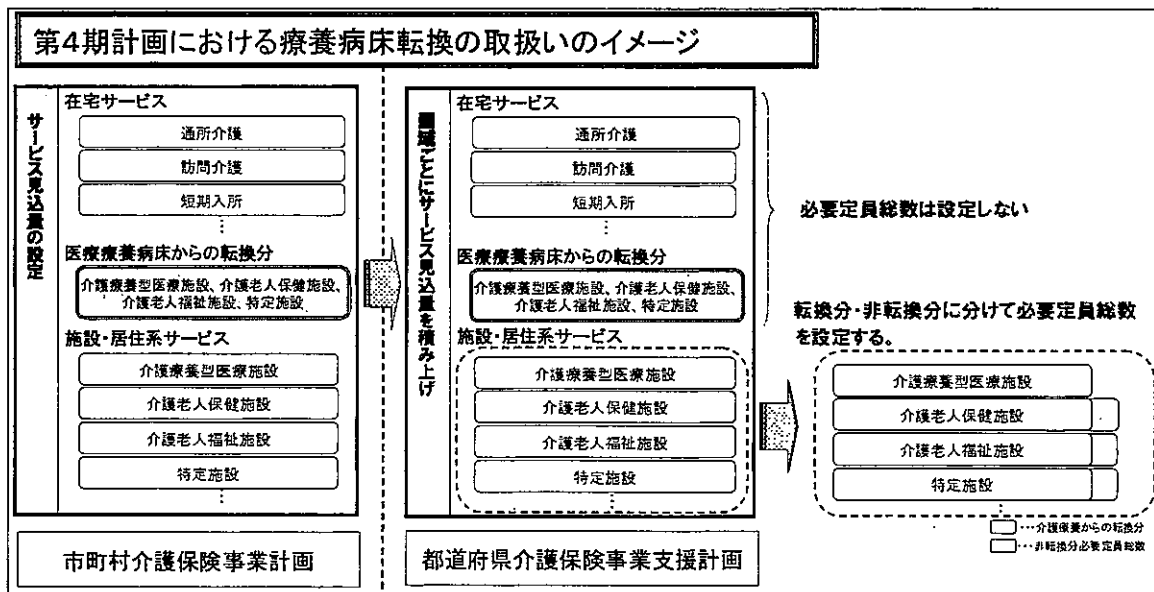 第4期計画における療養病床転換の取扱いのイメージ
サービス見込量の設定
在宅サービス
通所介護
訪問介護
短期入所
⋮
医療療養病床からの転換分
介護療養型医療施設、介護老人保健施設、
介護老人福祉施設、特定施設
施設・居住系サービス
介護療養型医療施設
介護老人保健施設
介護老人福祉施設
特定施設
⋮
市町村介護保険事業計画
圏域ごとにサービス見込量を積み上げ
在宅サービス
通所介護
訪問介護
短期入所
⋮
医療療養病床からの転換分
介護療養型医療施設、介護老人保健施設、
介護老人福祉施設、特定施設
施設・居住系サービス
介護療養型医療施設
介護老人保健施設
介護老人福祉施設
特定施設
⋮
都道府県介護保険事業支援計画
必要定員総数は設定しない
転換分・非転換分に分けて必要定員総数
を設定する。
介護療養型医療施設
介護老人保健施設
介護老人福祉施設
特定施設
⋮
…介護療養からの転換分
…非転換分必要定員総数